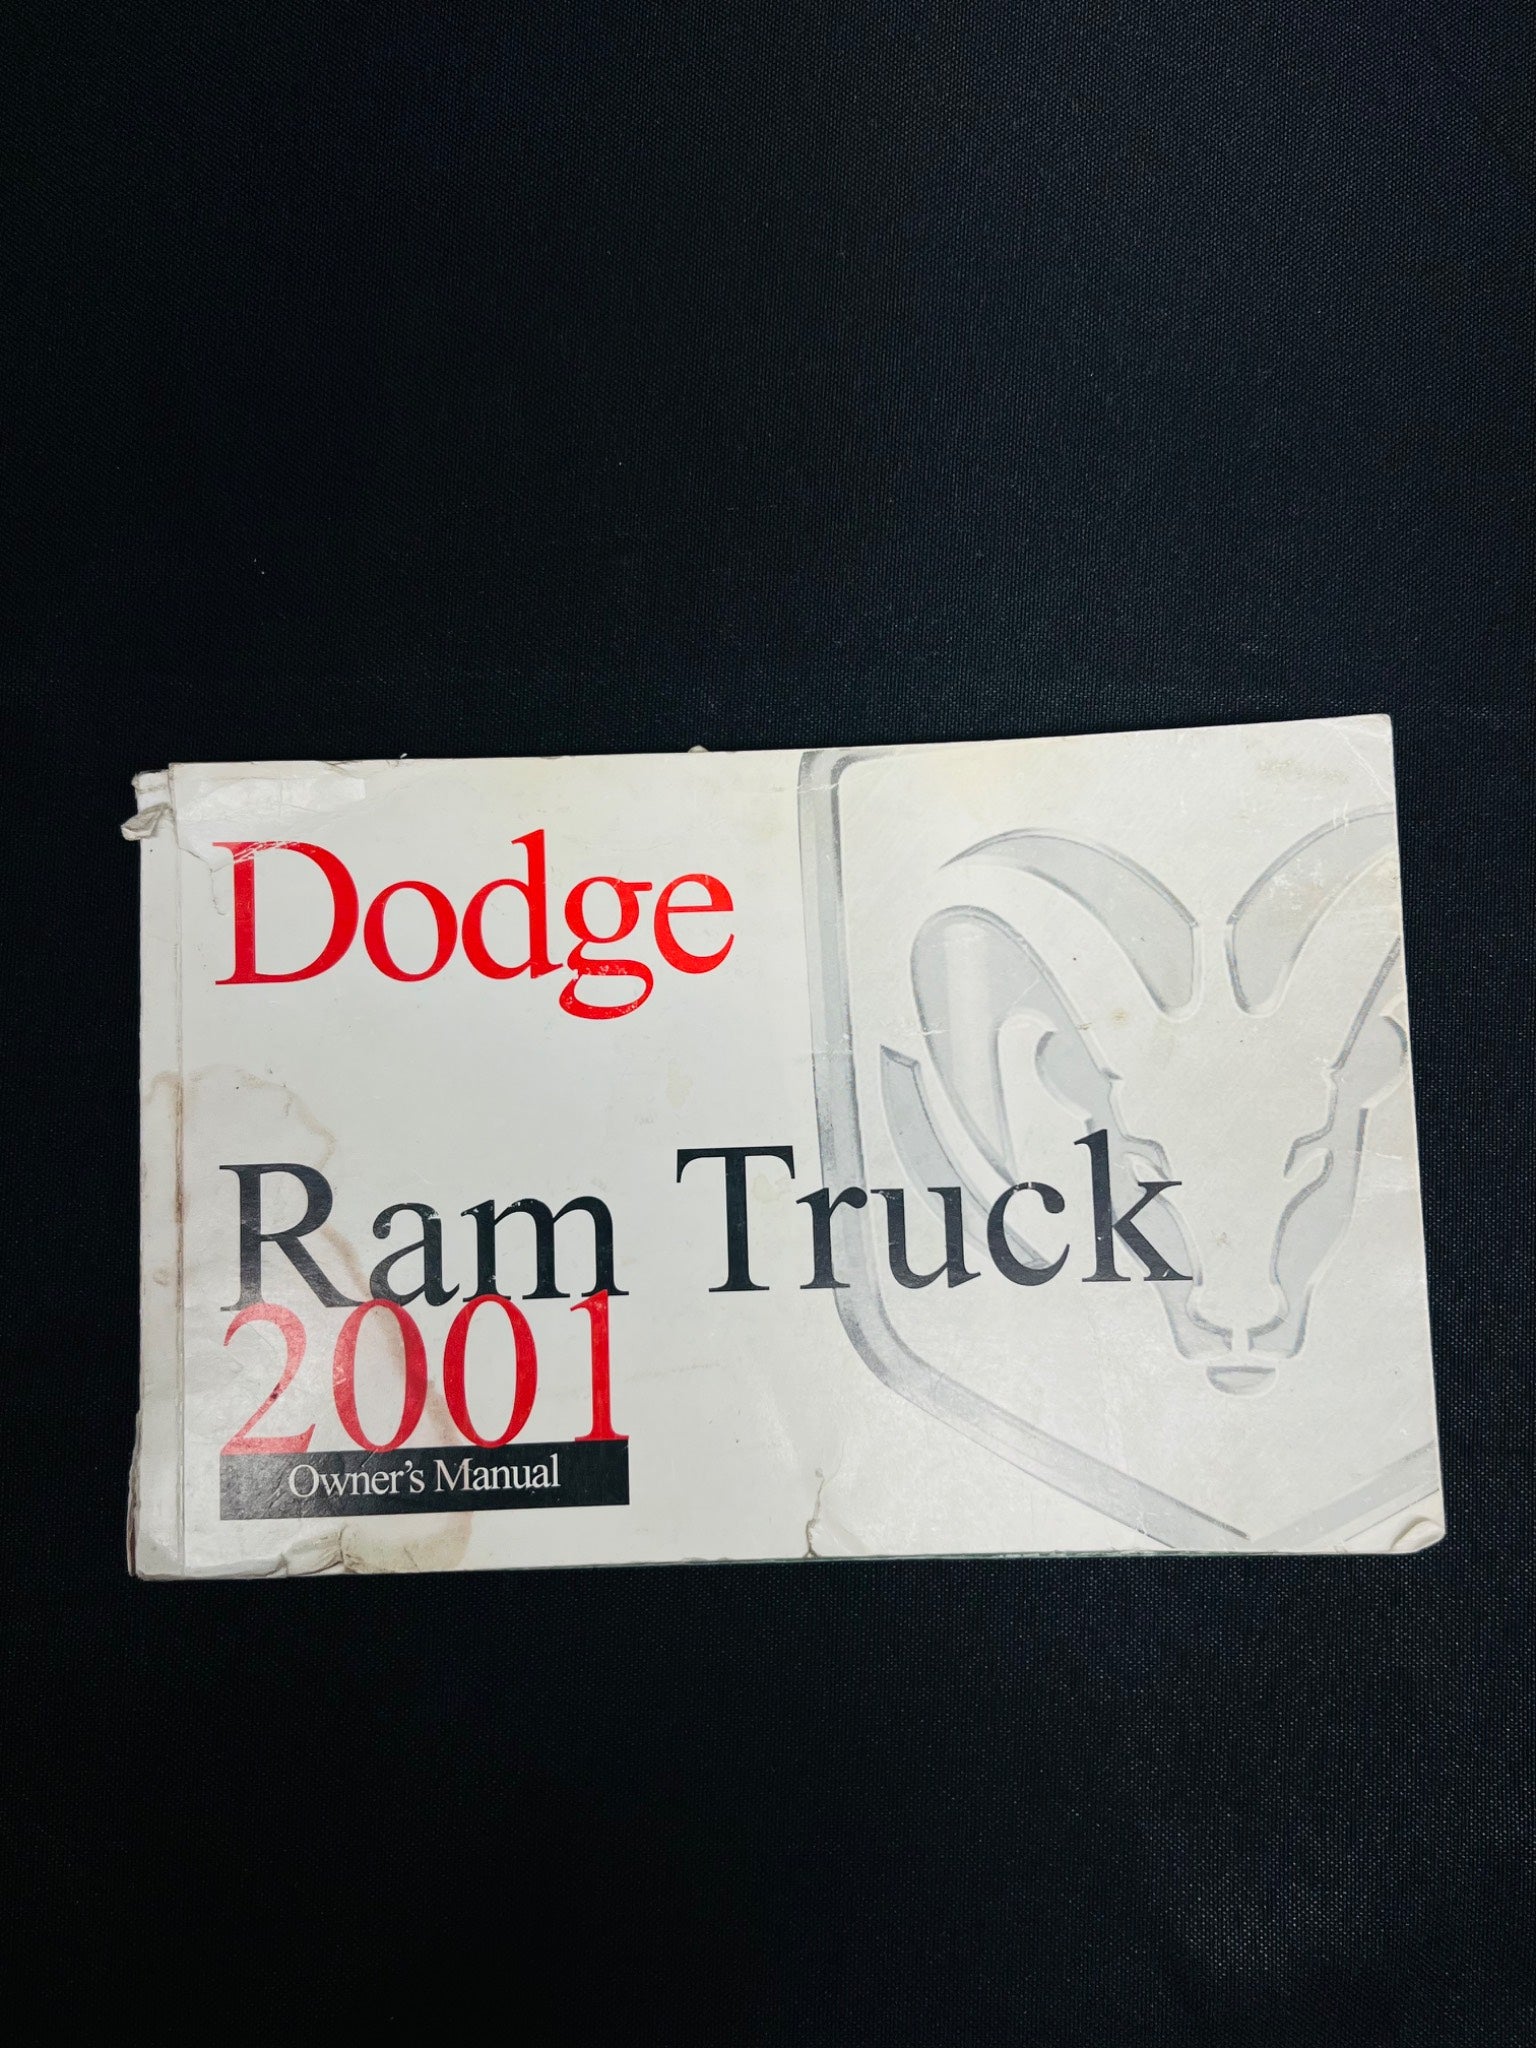 Dodge
Ram Truck
2001
Owner's Manual